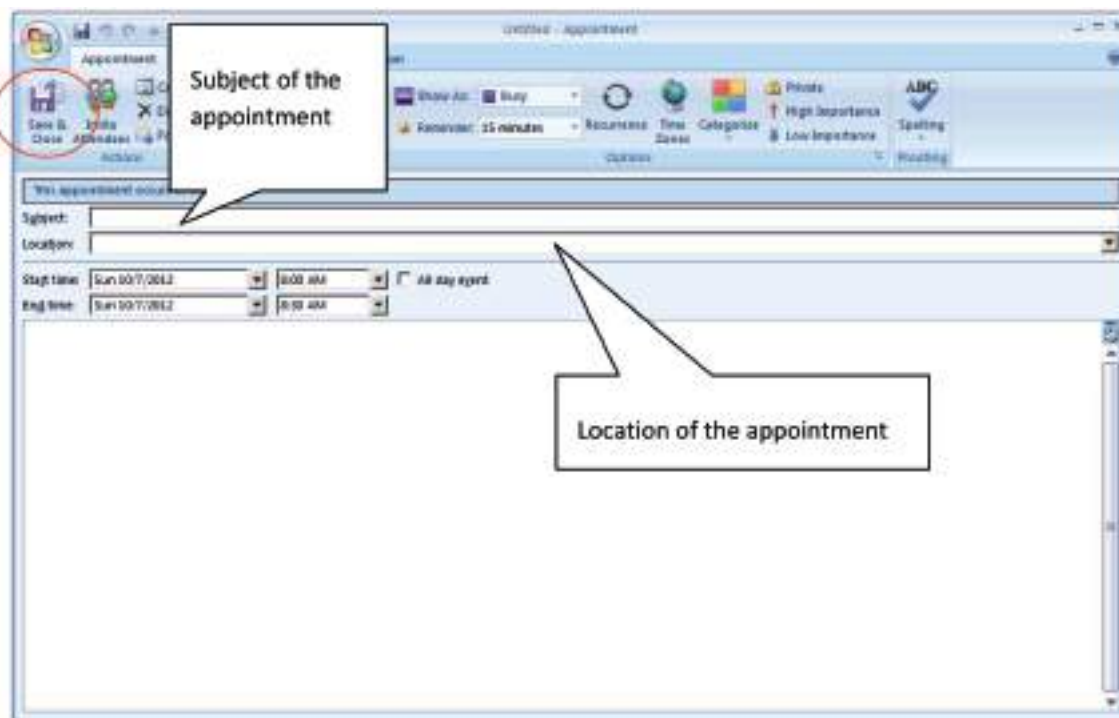 Untitled - Appointment
Appointment
Subject of the
appointment
Save &
Close
Invite
Attendees
Actions
Show As: Busy
Reminder: 15 minutes
Recurrence
Time
Zones
Categorize
Private
High Importance
Low Importance
Options
ABC
Spelling
Proofing
Subject:
Location:
Start time: Sun 10/7/2012 8:00 AM All day event
End time: Sun 10/7/2012 8:30 AM
Location of the appointment